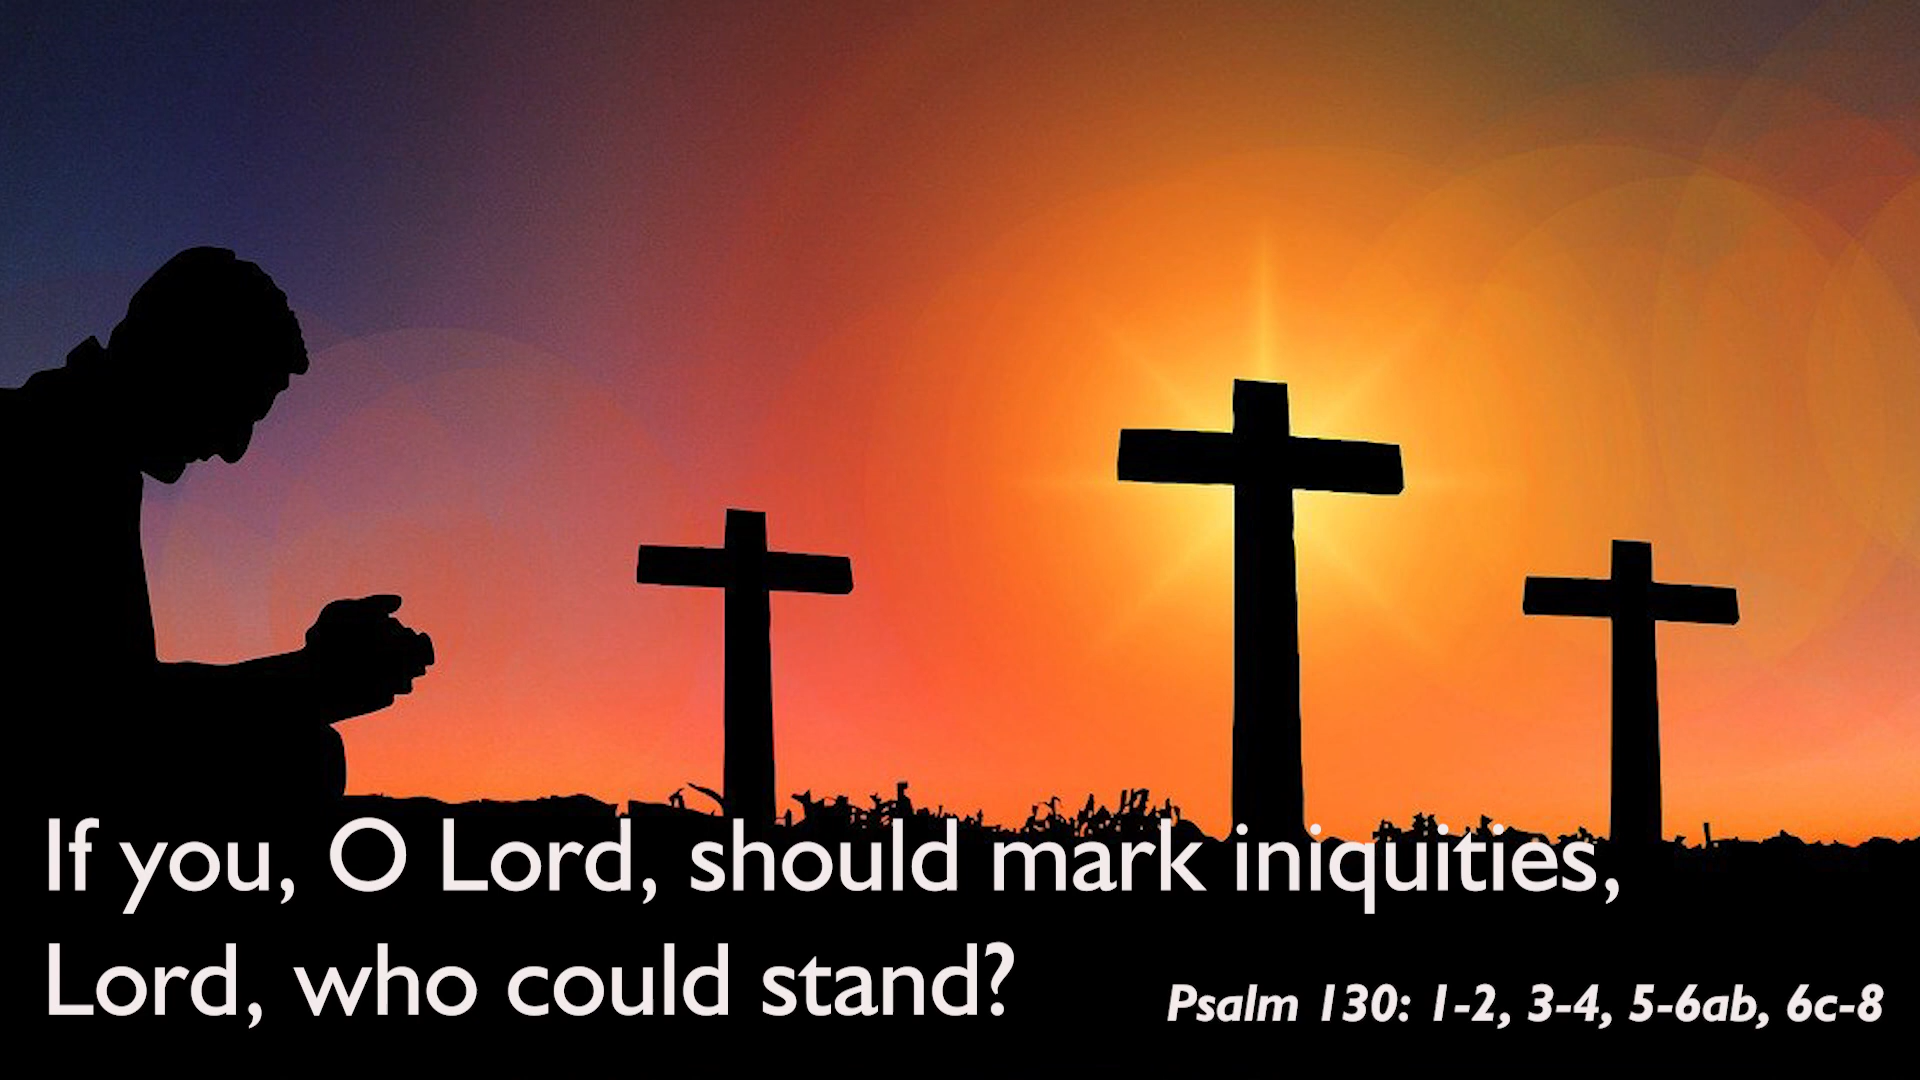 If you, O Lord, should mark iniquities,
Lord, who could stand?
Psalm 130: 1-2, 3-4, 5-6ab, 6c-8